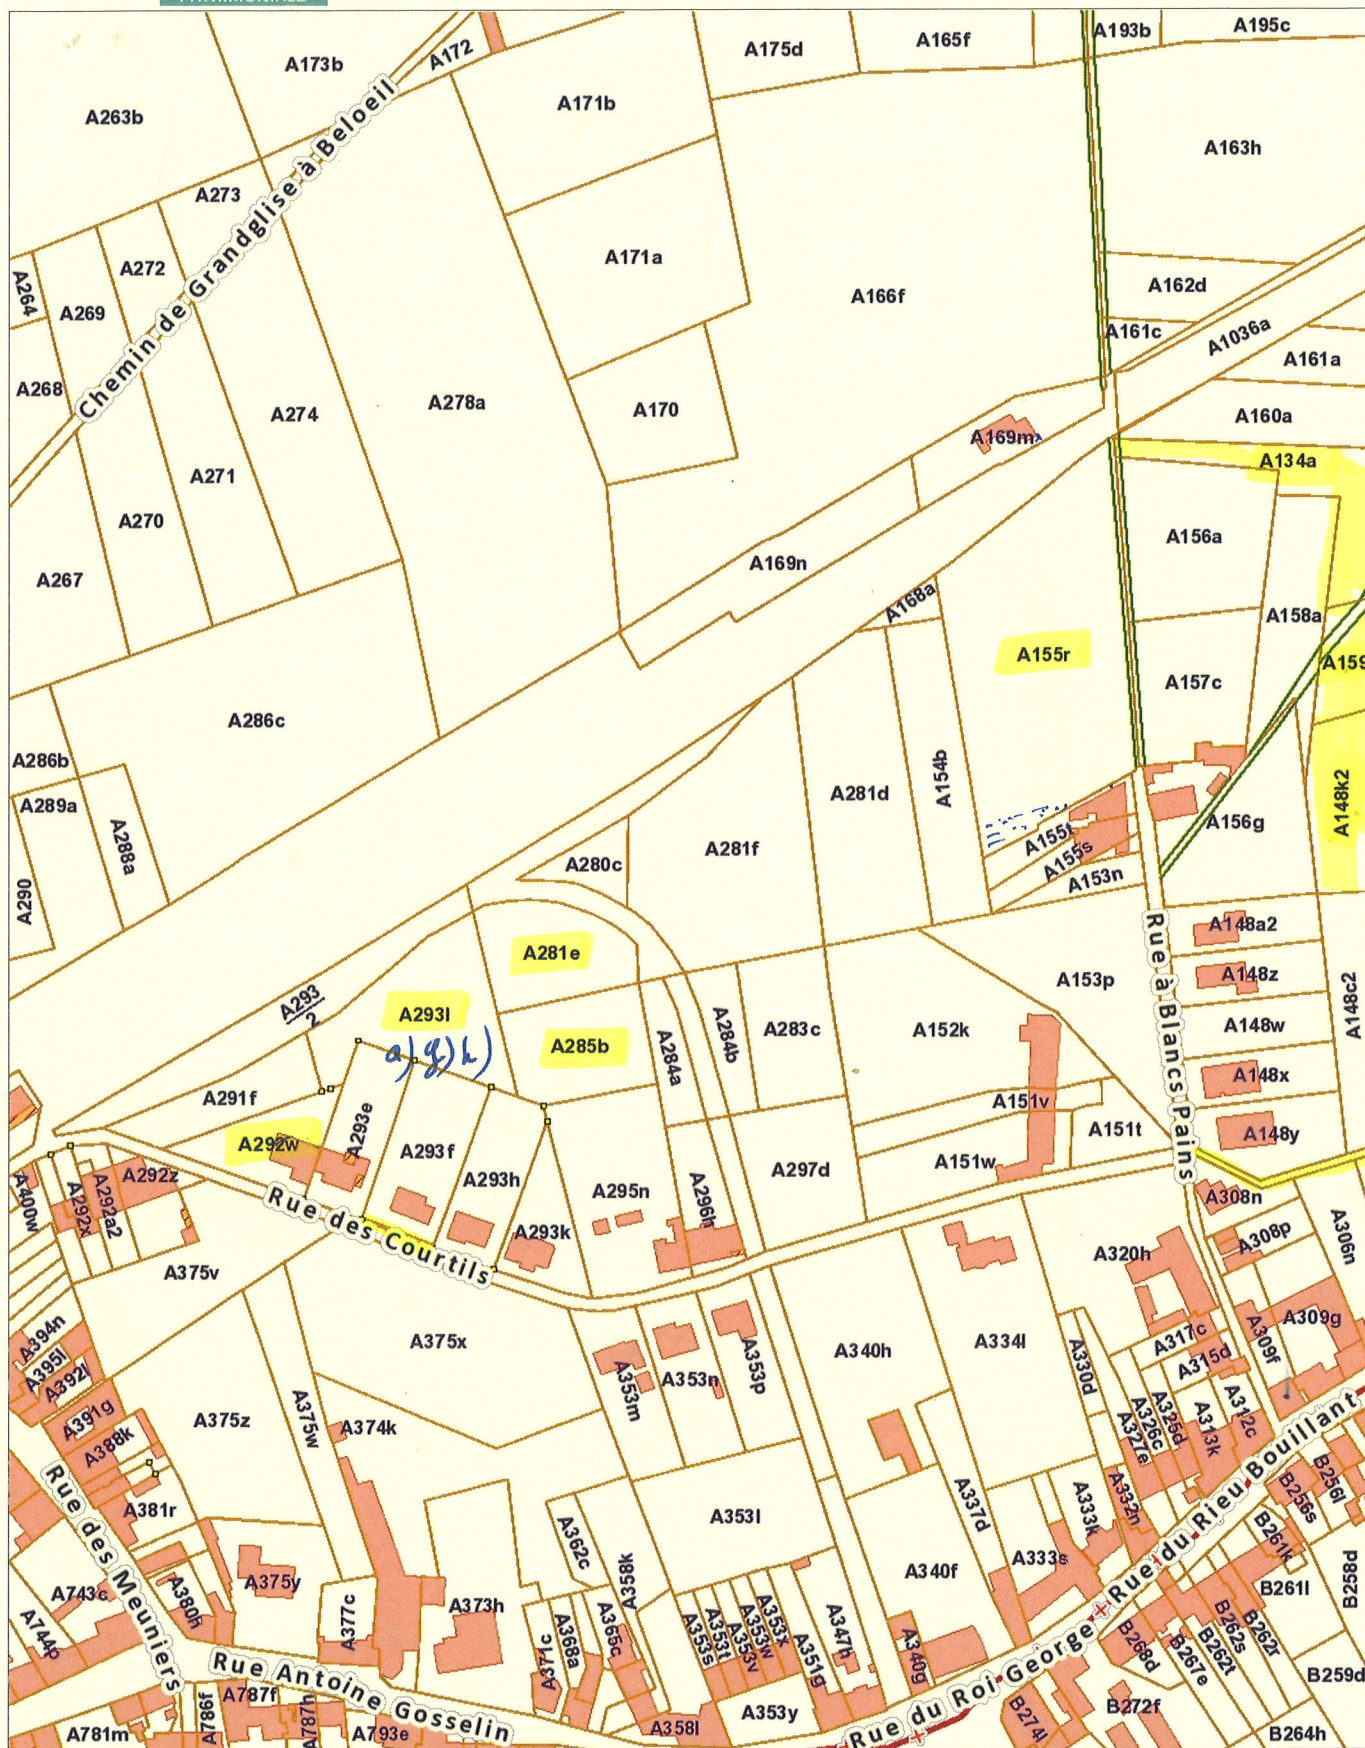 PATRIMONIALE
A193b
A195c
A165f
A175d
A172
A173b
A171b
A263b
A163h
Chemin de Grandglise à Beloeil
A273
A171a
A272
A264
A269
A166f
A162d
A161c
A1036a
A161a
A268
A278a
A170
A274
A160a
A169m
A134a
A271
A270
A156a
A169n
A267
A168a
A158a
A155r
A159
A157c
A286c
A286b
A154b
A281d
A148k2
A289a
A288a
A156g
A155t
A281f
A155s
A280c
A153n
A290
A148a2
A281e
A148z
A153p
A293
2
A293l
A148c2
A148w
A152k
A283c
A284b
A285b
A284a
a) g) h)
Rue à Blancs Pains
A148x
A291f
A151v
A151t
A148y
A292w
A293e
A293f
A293h
A151w
A297d
A292z
A400w
A292x
A292a2
A295n
A296h
A308n
Rue des Courtils
A293k
A308p
A306n
A320h
A375v
A394n
A395l
A392l
A375x
A340h
A334l
A317c
A315d
A309f
A309g
A330d
A353m
A353n
A353p
A391g
A388k
A375z
A375w
A374k
A327e
A326c
A325d
A313k
A312c
A381r
A353l
A337d
A333k
A332n
B256s
B256l
Rue des Meuniers
A362c
A358k
A340f
A333s
Rue du Rieu Bouillant
B261k
B261l
B258d
A743c
A744p
A380h
A375y
A377c
A373h
A371c
A368a
A365c
A353s
A353t
A353v
A353w
A353x
A351g
A347h
A340g
B268d
B267e
B262t
B262s
B262r
B259d
Rue Antoine Gosselin
A787f
A786f
A787h
A793e
A781m
A358l
A353y
Rue du Roi George
B274l
B272f
B264h